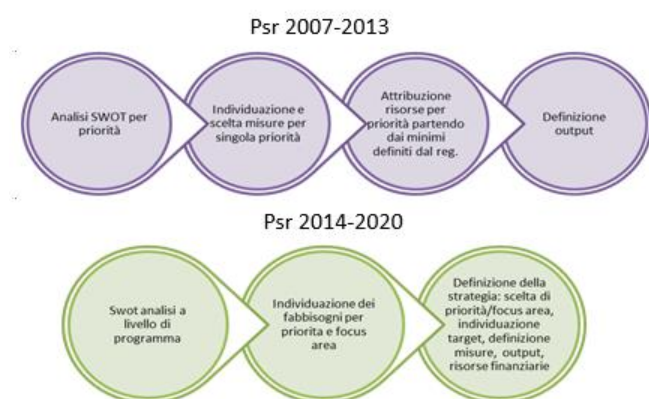 Psr 2007-2013
Analisi SWOT per
priorità
Individuazione e
scelta misure per
singola priorità
Attribuzione
risorse per
priorità partendo
dai minimi
definiti dal reg.
Definizione
output
Psr 2014-2020
Swot analisi a
livello di
programma
Individuazione dei
fabbisogni per
priorita e focus
area
Definizione della
strategia: scelta di
priorità/focus area,
individuazione
target, definizione
misure, output,
risorse finanziarie